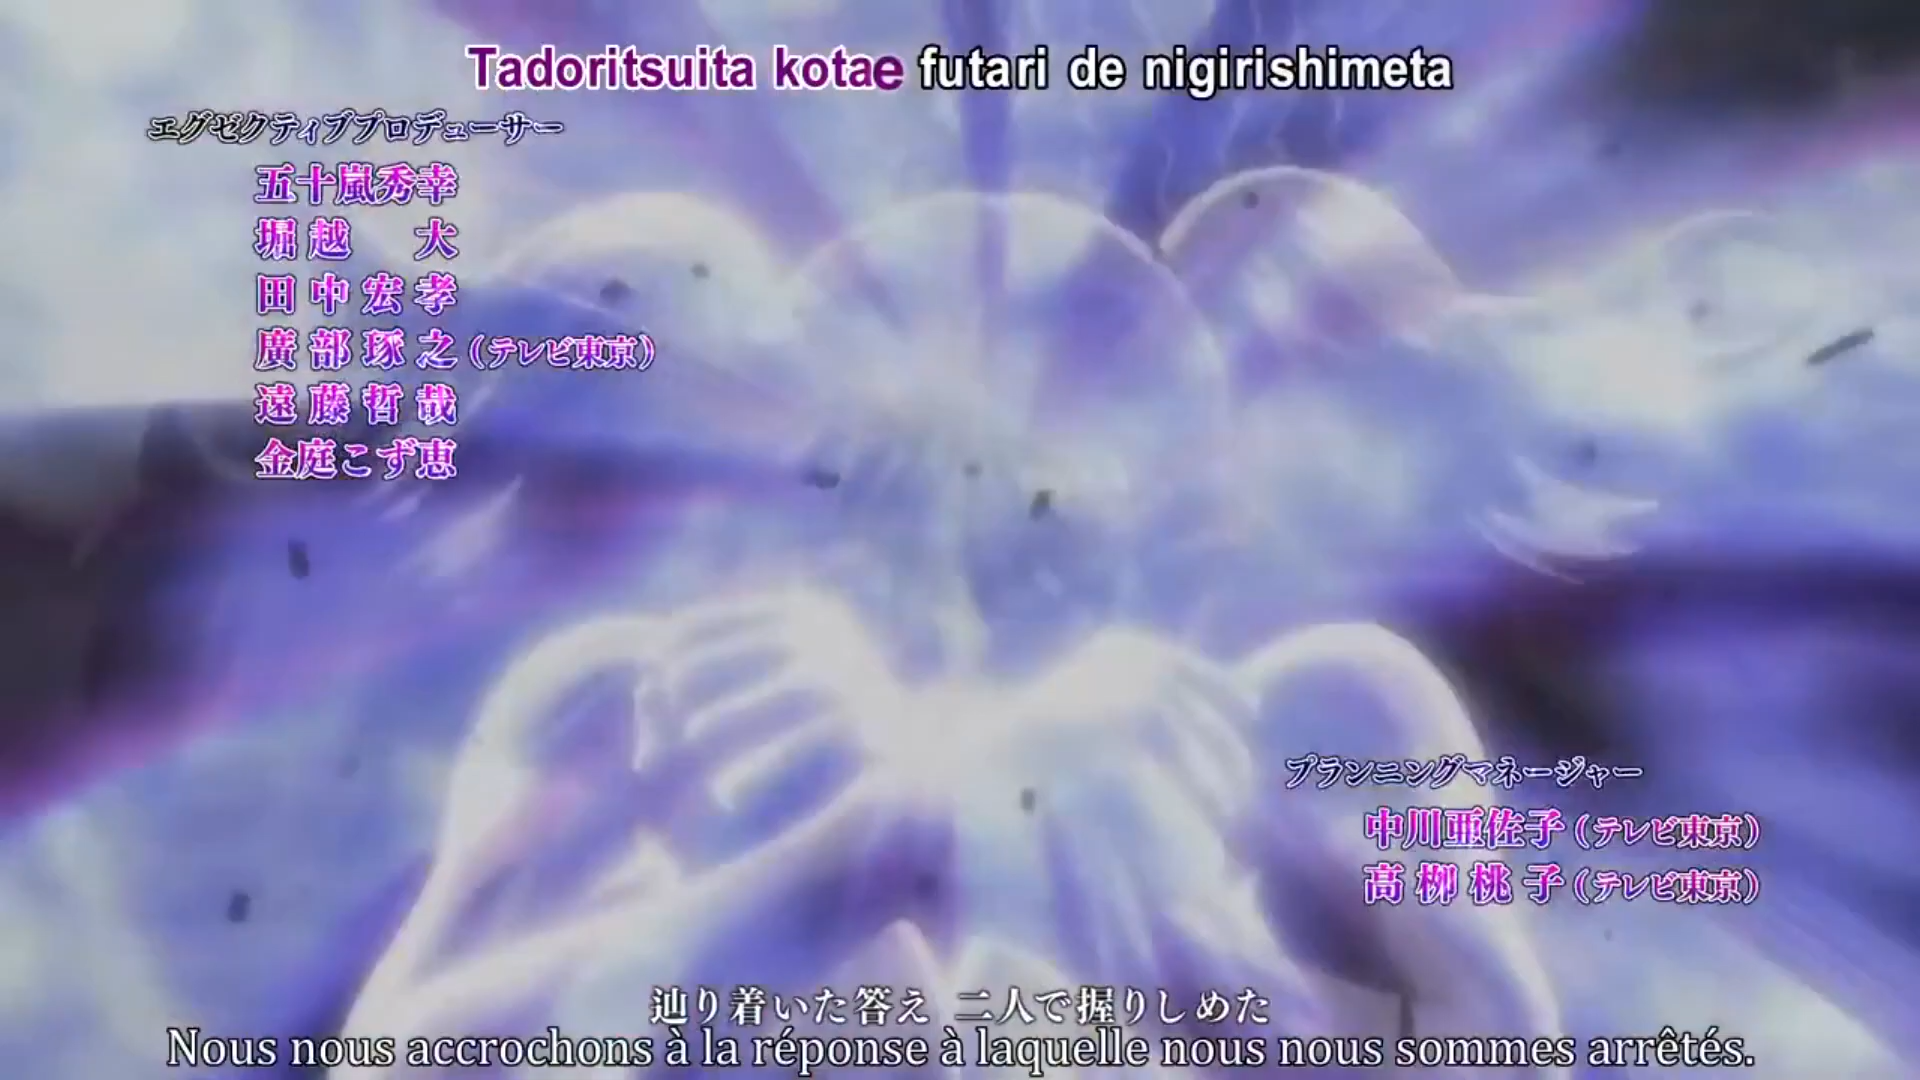 Tadoritsuita kotae futari de nigirishimeta
エグゼクティブプロデューサー
五十嵐秀幸
堀越 大
田中宏孝
廣部琢之(テレビ東京)
遠藤哲哉
金庭こず恵
プランニングマネージャー
中川亜佐子(テレビ東京)
高栁桃子(テレビ東京)
辿り着いた答え 二人で握りしめた
Nous nous accrochons à la réponse à laquelle nous nous sommes arrêtés.